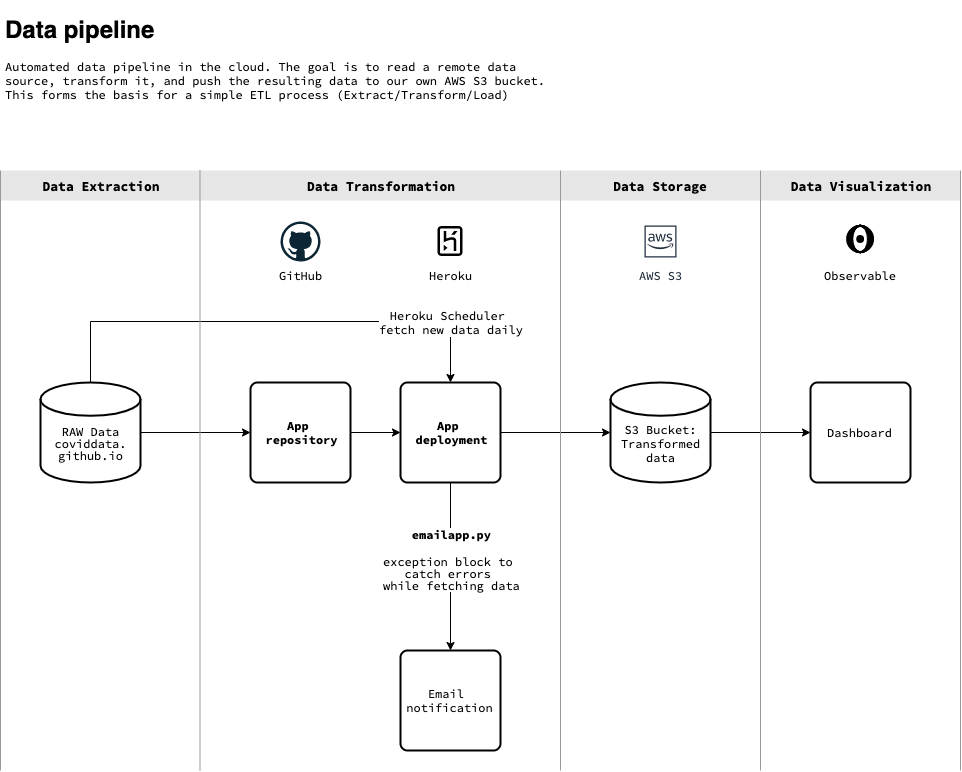 Data pipeline
Automated data pipeline in the cloud. The goal is to read a remote data
source, transform it, and push the resulting data to our own AWS S3 bucket.
This forms the basis for a simple ETL process (Extract/Transform/Load)
Data Extraction
Data Transformation
Data Storage
Data Visualization
aws
GitHub
Heroku
AWS S3
Observable
Heroku Scheduler
fetch new data daily
RAW Data
coviddata.
github.io
App
repository
App
deployment
S3 Bucket:
Transformed
data
Dashboard
emailapp.py
exception block to
catch errors
while fetching data
Email
notification